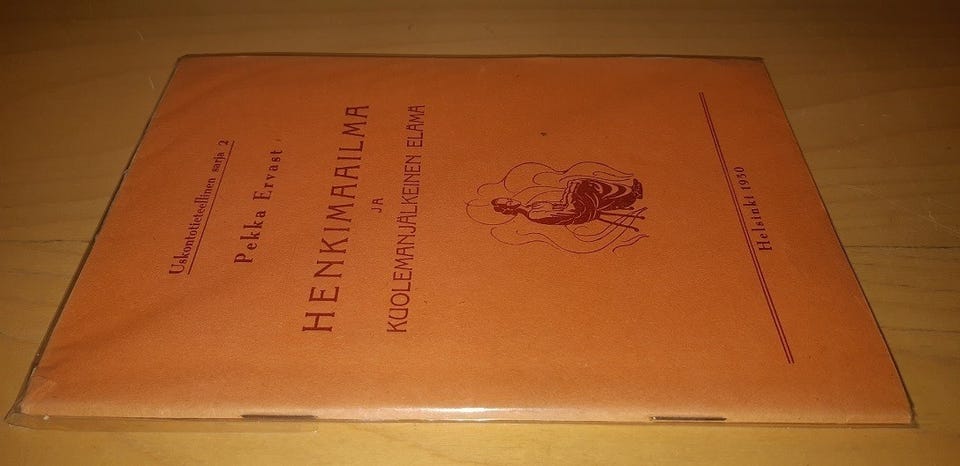 Uskontotieteellinen sarja 2
Pekka Ervast
HENKIMAAILMA
JA
KUOLEMANJÄLKEINEN ELÄMÄ
Helsinki 1930